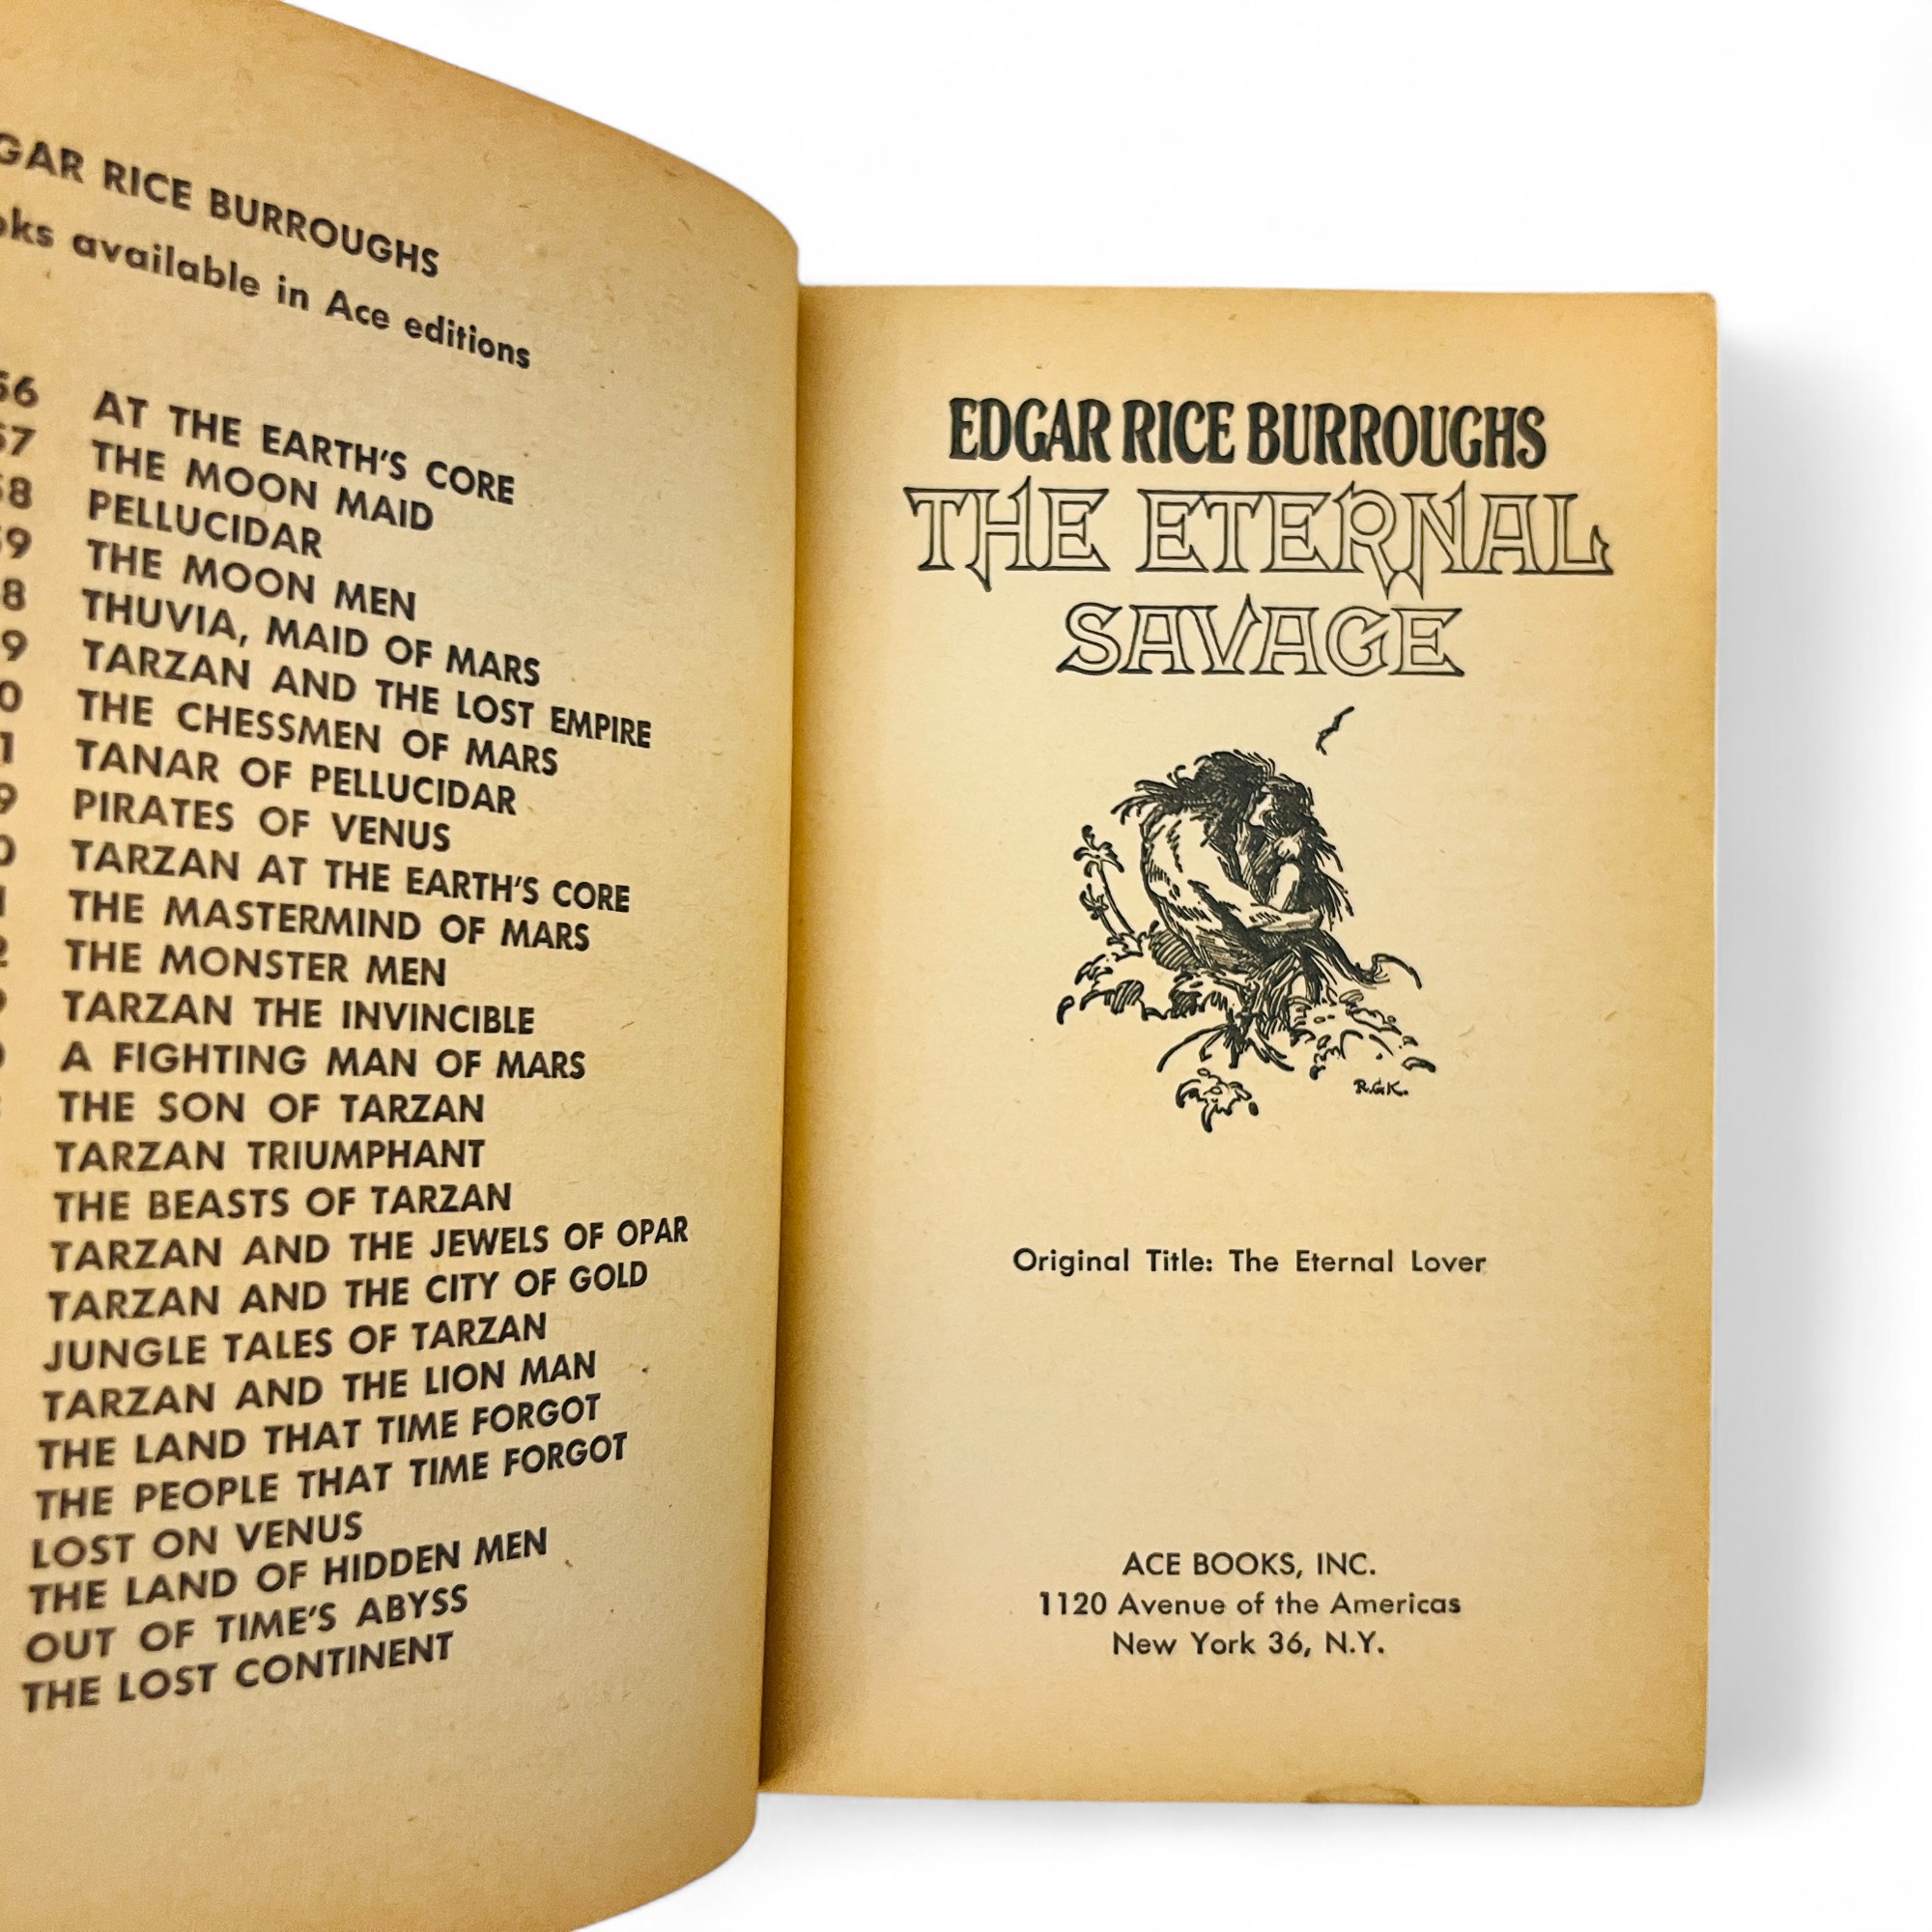 RICE BURROUGHS
available in Ace editions
AT THE EARTH'S CORE
THE MOON MAID
PELLUCIDAR
THE MOON MEN
THUVIA, MAID OF MARS
TARZAN AND THE LOST EMPIRE
THE CHESSMEN OF MARS
TANAR OF PELLUCIDAR
PIRATES OF VENUS
TARZAN AT THE EARTH'S CORE
THE MASTERMIND OF MARS
THE MONSTER MEN
TARZAN THE INVINCIBLE
A FIGHTING MAN OF MARS
THE SON OF TARZAN
TARZAN TRIUMPHANT
THE BEASTS OF TARZAN
TARZAN AND THE JEWELS OF OPAR
TARZAN AND THE CITY OF GOLD
JUNGLE TALES OF TARZAN
TARZAN AND THE LION MAN
THE LAND THAT TIME FORGOT
THE PEOPLE THAT TIME FORGOT
LOST ON VENUS
THE LAND OF HIDDEN MEN
OUT OF TIME'S ABYSS
THE LOST CONTINENT
EDGAR RICE BURROUGHS
THE ETERNAL
SAVAGE
R.G.K.
Original Title: The Eternal Lover
ACE BOOKS, INC.
1120 Avenue of the Americas
New York 36, N.Y.